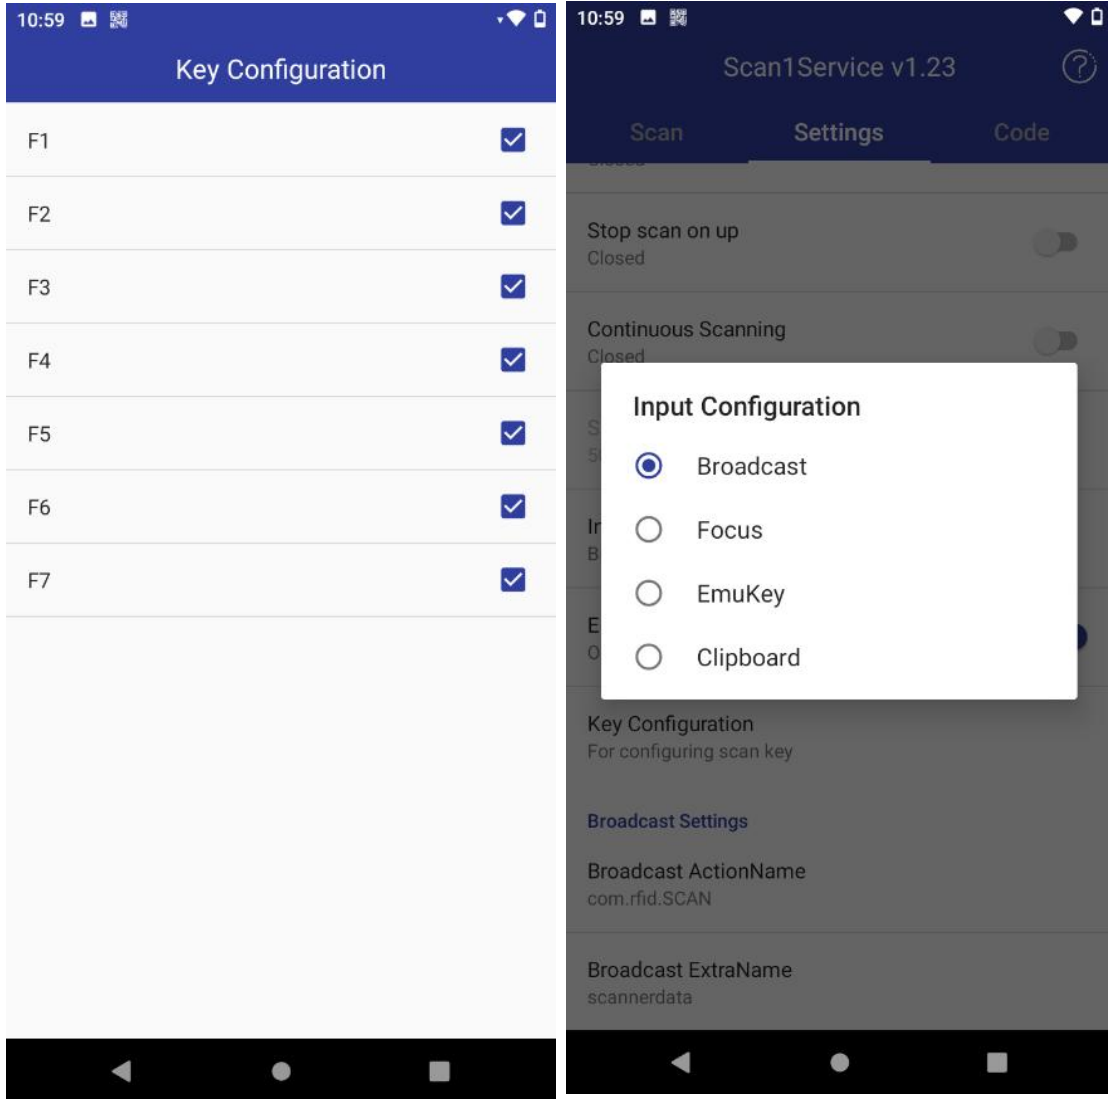 10:59
Key Configuration
F1
F2
F3
F4
F5
F6
F7
10:59
Scan1Service v1.23
Scan
Settings
Code
Stop scan on up
Closed
Continuous Scanning
Closed
Input Configuration
Broadcast
Focus
EmuKey
Clipboard
Key Configuration
For configuring scan key
Broadcast Settings
Broadcast ActionName
com.rfid.SCAN
Broadcast ExtraName
scannerdata